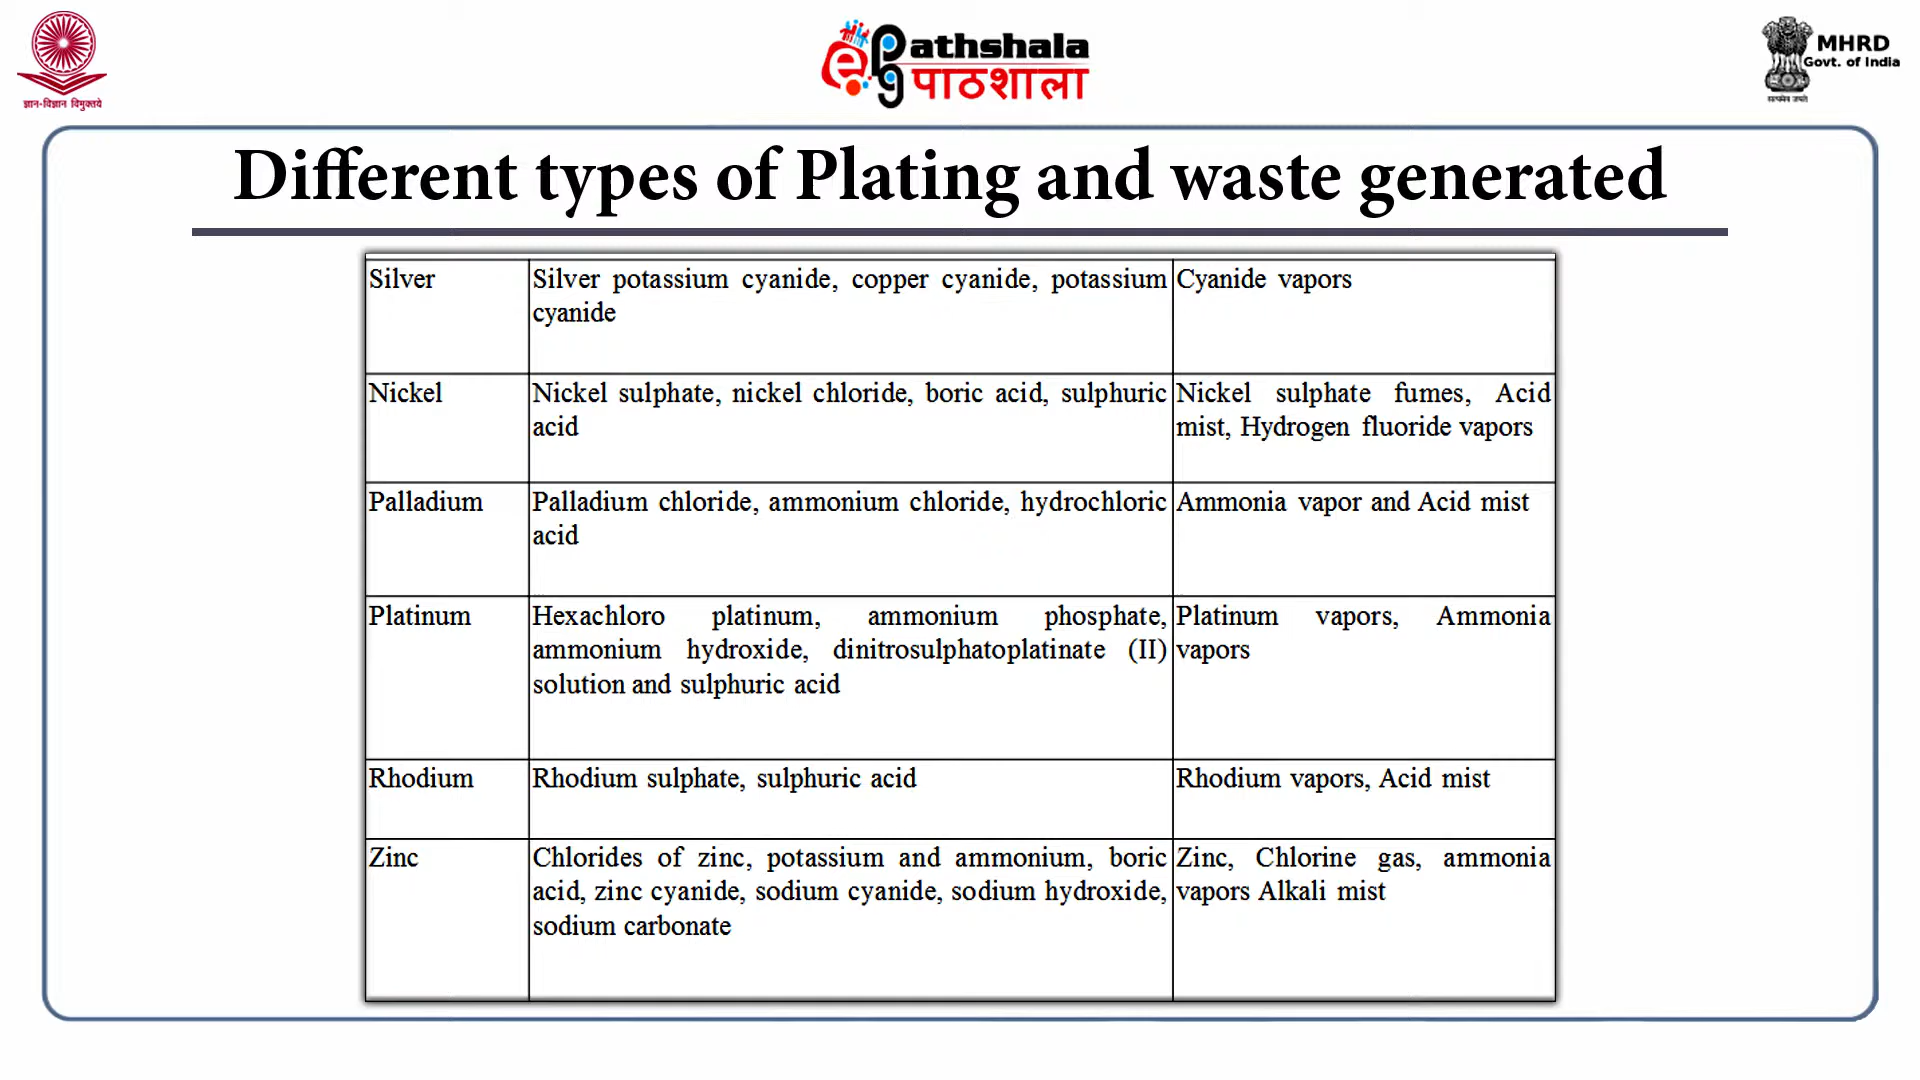 ज्ञान-विज्ञान विमुक्तये
ePg Pathshala
पाठशाला
MHRD
Govt. of India
सत्यमेव जयते
Different types of Plating and waste generated
Silver
Silver potassium cyanide, copper cyanide, potassium
cyanide
Cyanide vapors
Nickel
Nickel sulphate, nickel chloride, boric acid, sulphuric
acid
Nickel sulphate fumes, Acid
mist, Hydrogen fluoride vapors
Palladium
Palladium chloride, ammonium chloride, hydrochloric
acid
Ammonia vapor and Acid mist
Platinum
Hexachloro platinum, ammonium phosphate,
ammonium hydroxide, dinitrosulphatoplatinate (II)
solution and sulphuric acid
Platinum vapors, Ammonia
vapors
Rhodium
Rhodium sulphate, sulphuric acid
Rhodium vapors, Acid mist
Zinc
Chlorides of zinc, potassium and ammonium, boric
acid, zinc cyanide, sodium cyanide, sodium hydroxide,
sodium carbonate
Zinc, Chlorine gas, ammonia
vapors Alkali mist